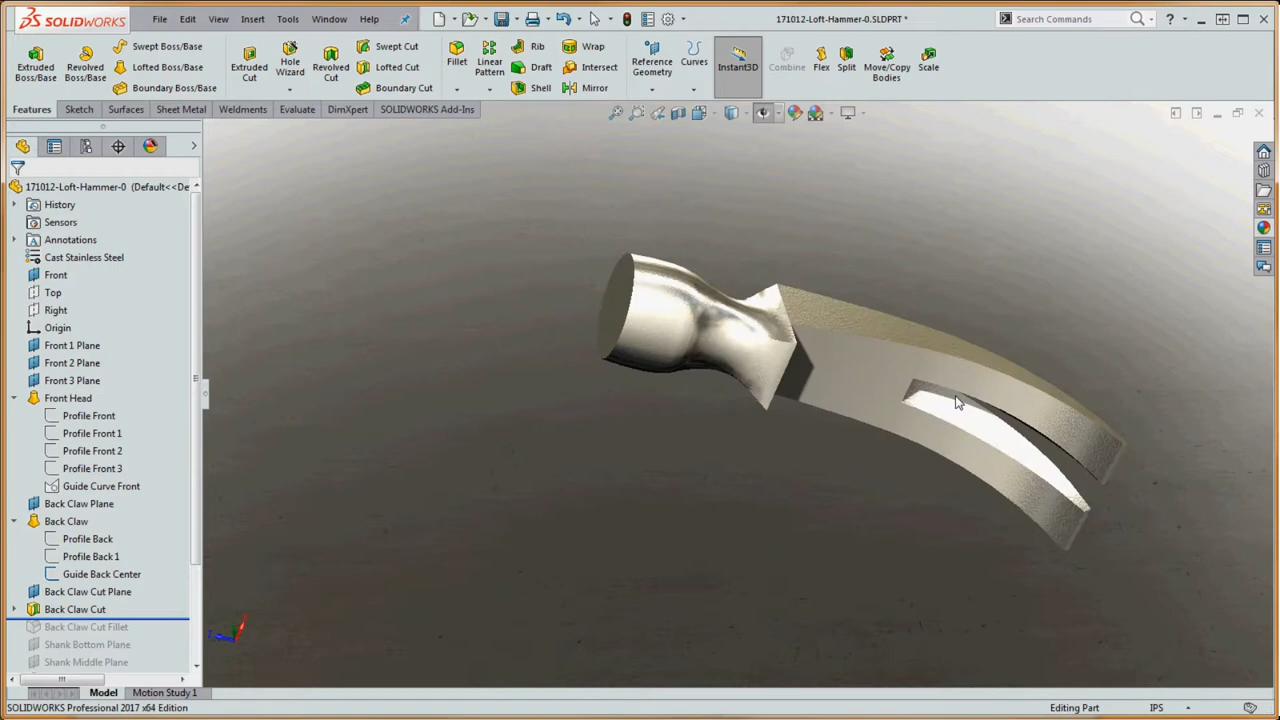 SOLIDWORKS File Edit View Insert Tools Window Help 171012-Loft-Hammer-0.SLDPRT * Search Commands ?
Extruded Boss/Base
Revolved Boss/Base
Swept Boss/Base
Lofted Boss/Base
Boundary Boss/Base
Extruded Cut
Hole Wizard
Revolved Cut
Swept Cut
Lofted Cut
Boundary Cut
Fillet
Linear Pattern
Rib
Draft
Shell
Wrap
Intersect
Mirror
Reference Geometry
Curves
Instant3D
Combine
Flex
Split
Move/Copy Bodies
Scale
Features Sketch Surfaces Sheet Metal Weldments Evaluate DimXpert SOLIDWORKS Add-Ins
171012-Loft-Hammer-0 (Default<<De
History
Sensors
Annotations
Cast Stainless Steel
Front
Top
Right
Origin
Front 1 Plane
Front 2 Plane
Front 3 Plane
Front Head
Profile Front
Profile Front 1
Profile Front 2
Profile Front 3
Guide Curve Front
Back Claw Plane
Back Claw
Profile Back
Profile Back 1
Guide Back Center
Back Claw Cut Plane
Back Claw Cut
Back Claw Cut Fillet
Shank Bottom Plane
Shank Middle Plane
Model Motion Study 1
SOLIDWORKS Professional 2017 x64 Edition Editing Part IPS